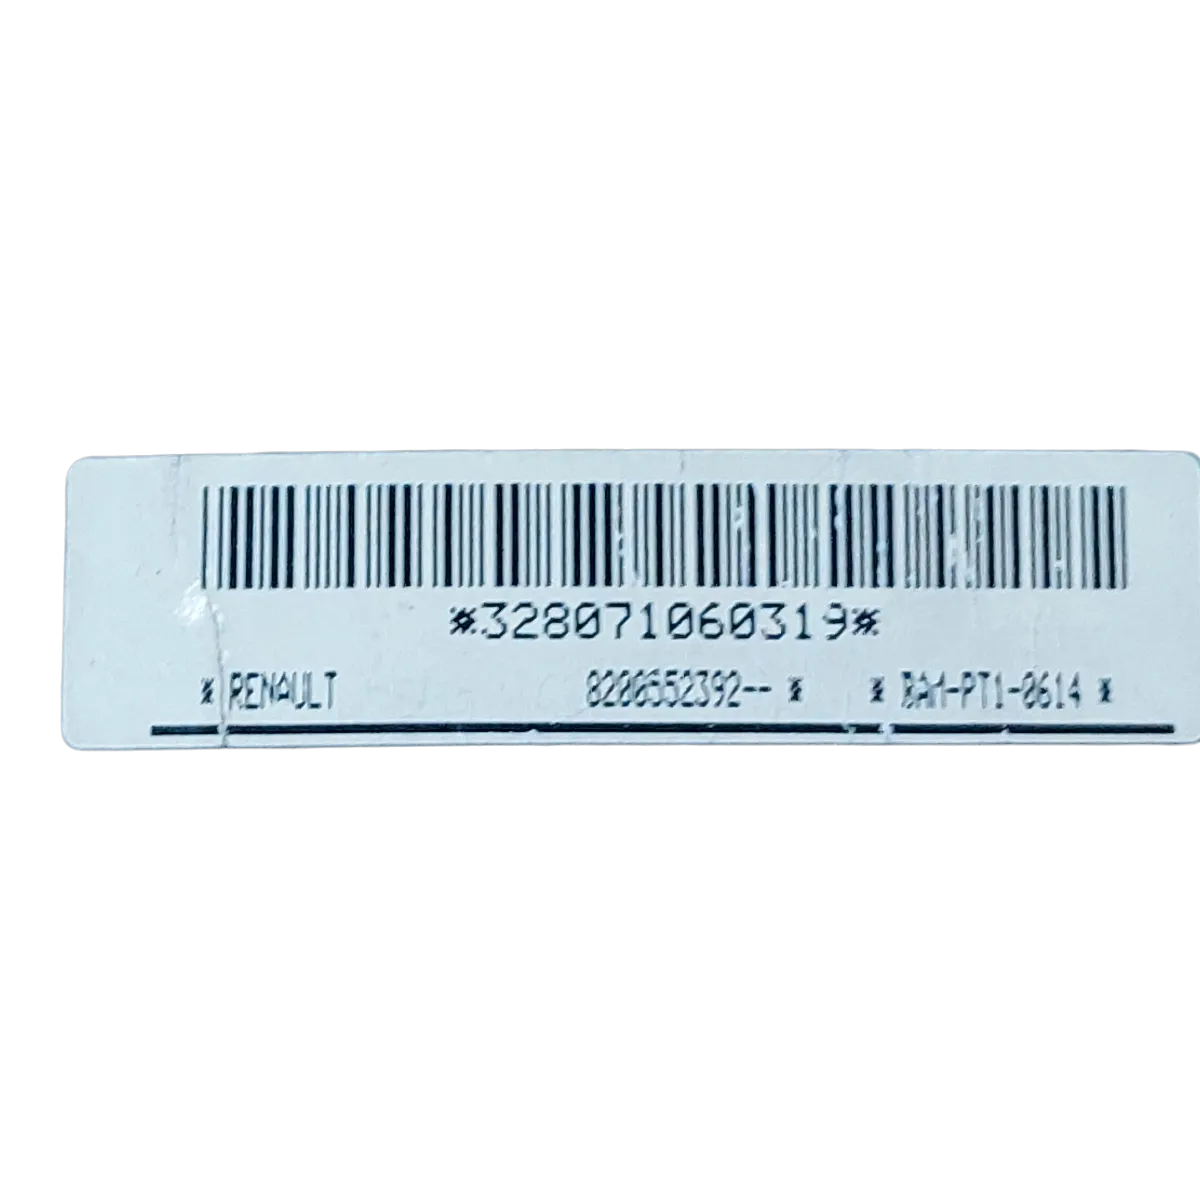 *328071060319*
* RENAULT 8200552392-- * * BAM-PT1-0614 *